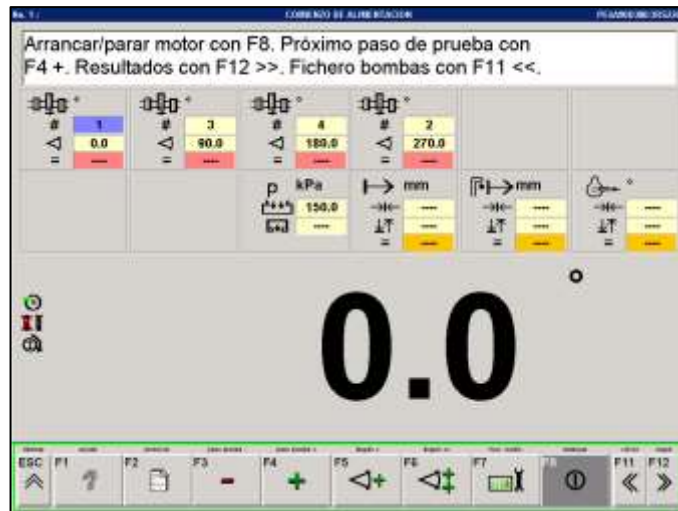 No. 1 : COMIENZO DE ALIMENTACION
Arrancar/parar motor con F8. Próximo paso de prueba con
F4 +. Resultados con F12 >>. Fichero bombas con F11 <<.
° ° ° °
# 1 # 3 # 4 # 2
0.0 90.0 180.0 270.0
= ---- = ---- = ---- = ----
p kPa mm mm °
150.0 ---- ---- ----
---- ---- ---- ----
= ---- = ---- = ----
0.0 °
ESC F1 F2 F3 F4 F5 F6 F7 F11 F12
? - + + « »